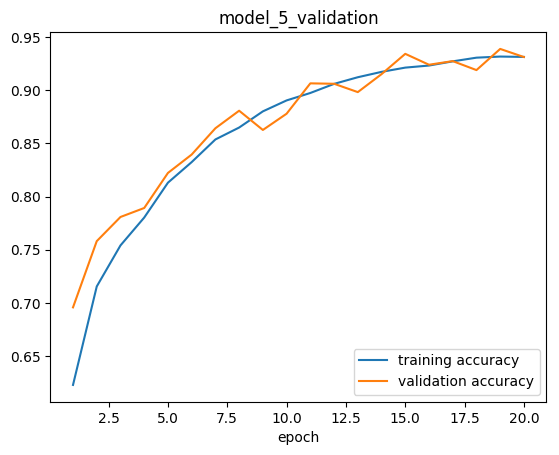 model_5_validation
0.95
0.90
0.85
0.80
0.75
0.70
0.65
training accuracy
validation accuracy
2.5 5.0 7.5 10.0 12.5 15.0 17.5 20.0
epoch